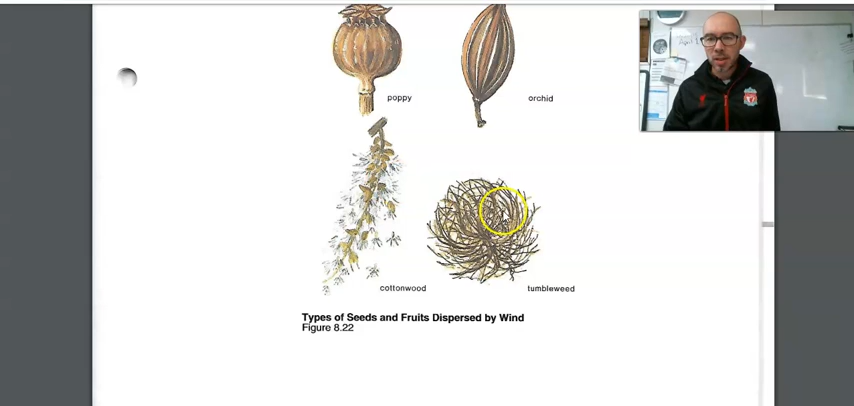 poppy
orchid
cottonwood
tumbleweed
Types of Seeds and Fruits Dispersed by Wind
Figure 8.22